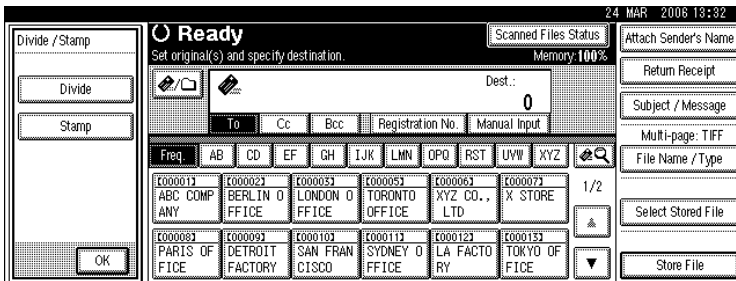 24 MAR 2006 13:32
Divide / Stamp
Divide
Stamp
OK
Ready
Scanned Files Status
Set original(s) and specify destination.
Memory:100%
Dest.:
0
To Cc Bcc Registration No. Manual Input
Freq. AB CD EF GH IJK LMN OPQ RST UVW XYZ
[00001] [00002] [00003] [00005] [00006] [00007]
ABC COMP BERLIN O LONDON O TORONTO XYZ CO., X STORE
ANY FFICE FFICE OFFICE LTD
1/2
[00008] [00009] [00010] [00011] [00012] [00013]
PARIS OF DETROIT SAN FRAN SYDNEY O LA FACTO TOKYO OF
FICE FACTORY CISCO FFICE RY FICE
Attach Sender's Name
Return Receipt
Subject / Message
Multi-page: TIFF
File Name / Type
Select Stored File
Store File